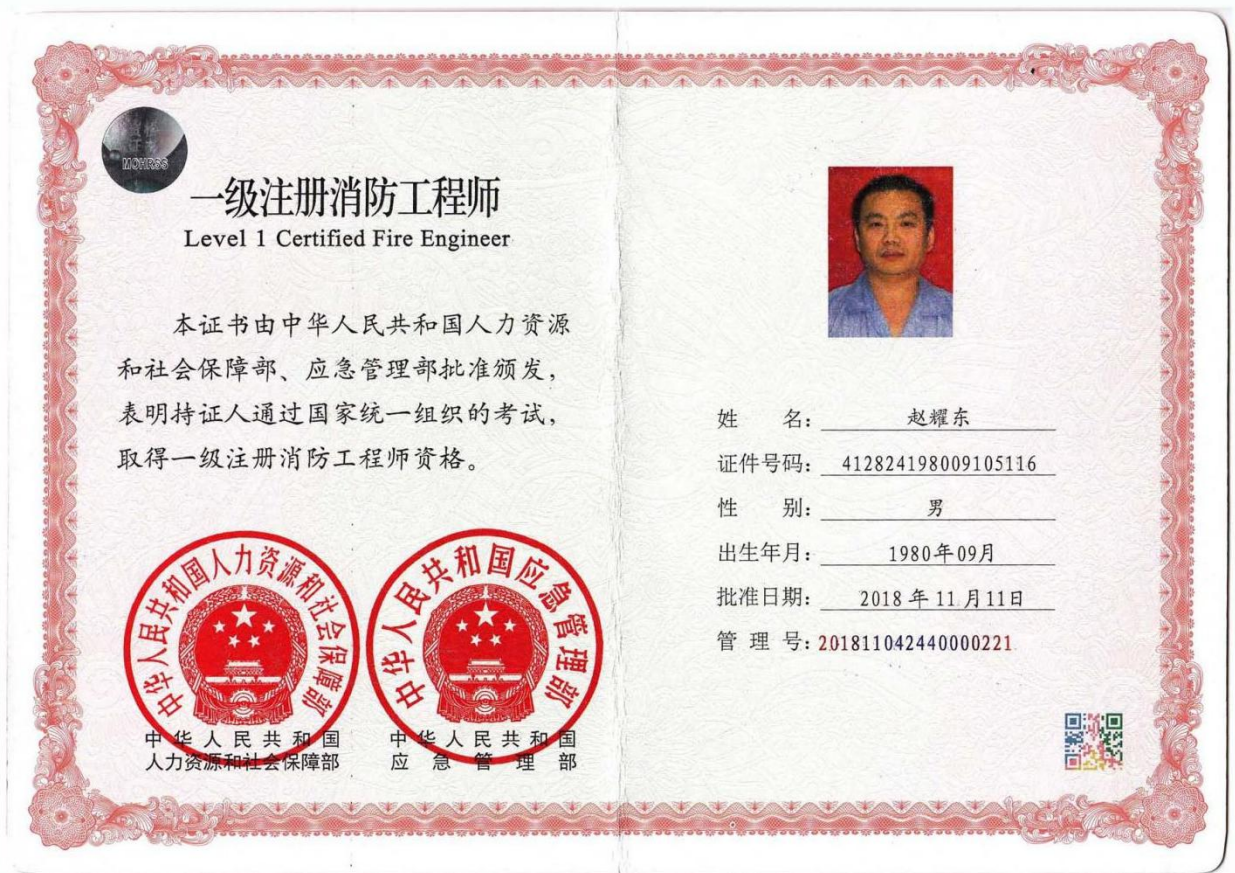 MOHRSS
一级注册消防工程师
Level 1 Certified Fire Engineer
本证书由中华人民共和国人力资源
和社会保障部、应急管理部批准颁发,
表明持证人通过国家统一组织的考试,
取得一级注册消防工程师资格。
中华人民共和国人力资源和社会保障部
中华人民共和国应急管理部
中华人民共和国
人力资源和社会保障部
中华人民共和国
应急管理部
姓 名: 赵耀东
证件号码: 412824198009105116
性 别: 男
出生年月: 1980年09月
批准日期: 2018年11月11日
管 理 号: 201811042440000221